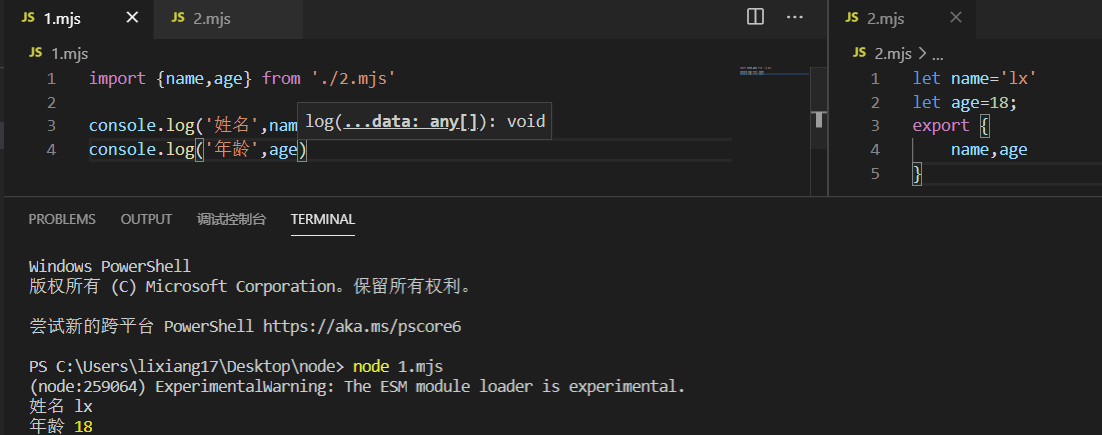 JS 1.mjs × JS 2.mjs ···
JS 1.mjs
1 import {name,age} from './2.mjs'
2
3 console.log('姓名',nam
log(...data: any[]): void
4 console.log('年龄',age)
JS 2.mjs ×
JS 2.mjs > ...
1 let name='lx'
2 let age=18;
3 export {
4 name,age
5 }
PROBLEMS OUTPUT 调试控制台 TERMINAL
Windows PowerShell
版权所有 (C) Microsoft Corporation。保留所有权利。
尝试新的跨平台 PowerShell https://aka.ms/pscore6
PS C:\Users\lixiang17\Desktop\node> node 1.mjs
(node:259064) ExperimentalWarning: The ESM module loader is experimental.
姓名 lx
年龄 18